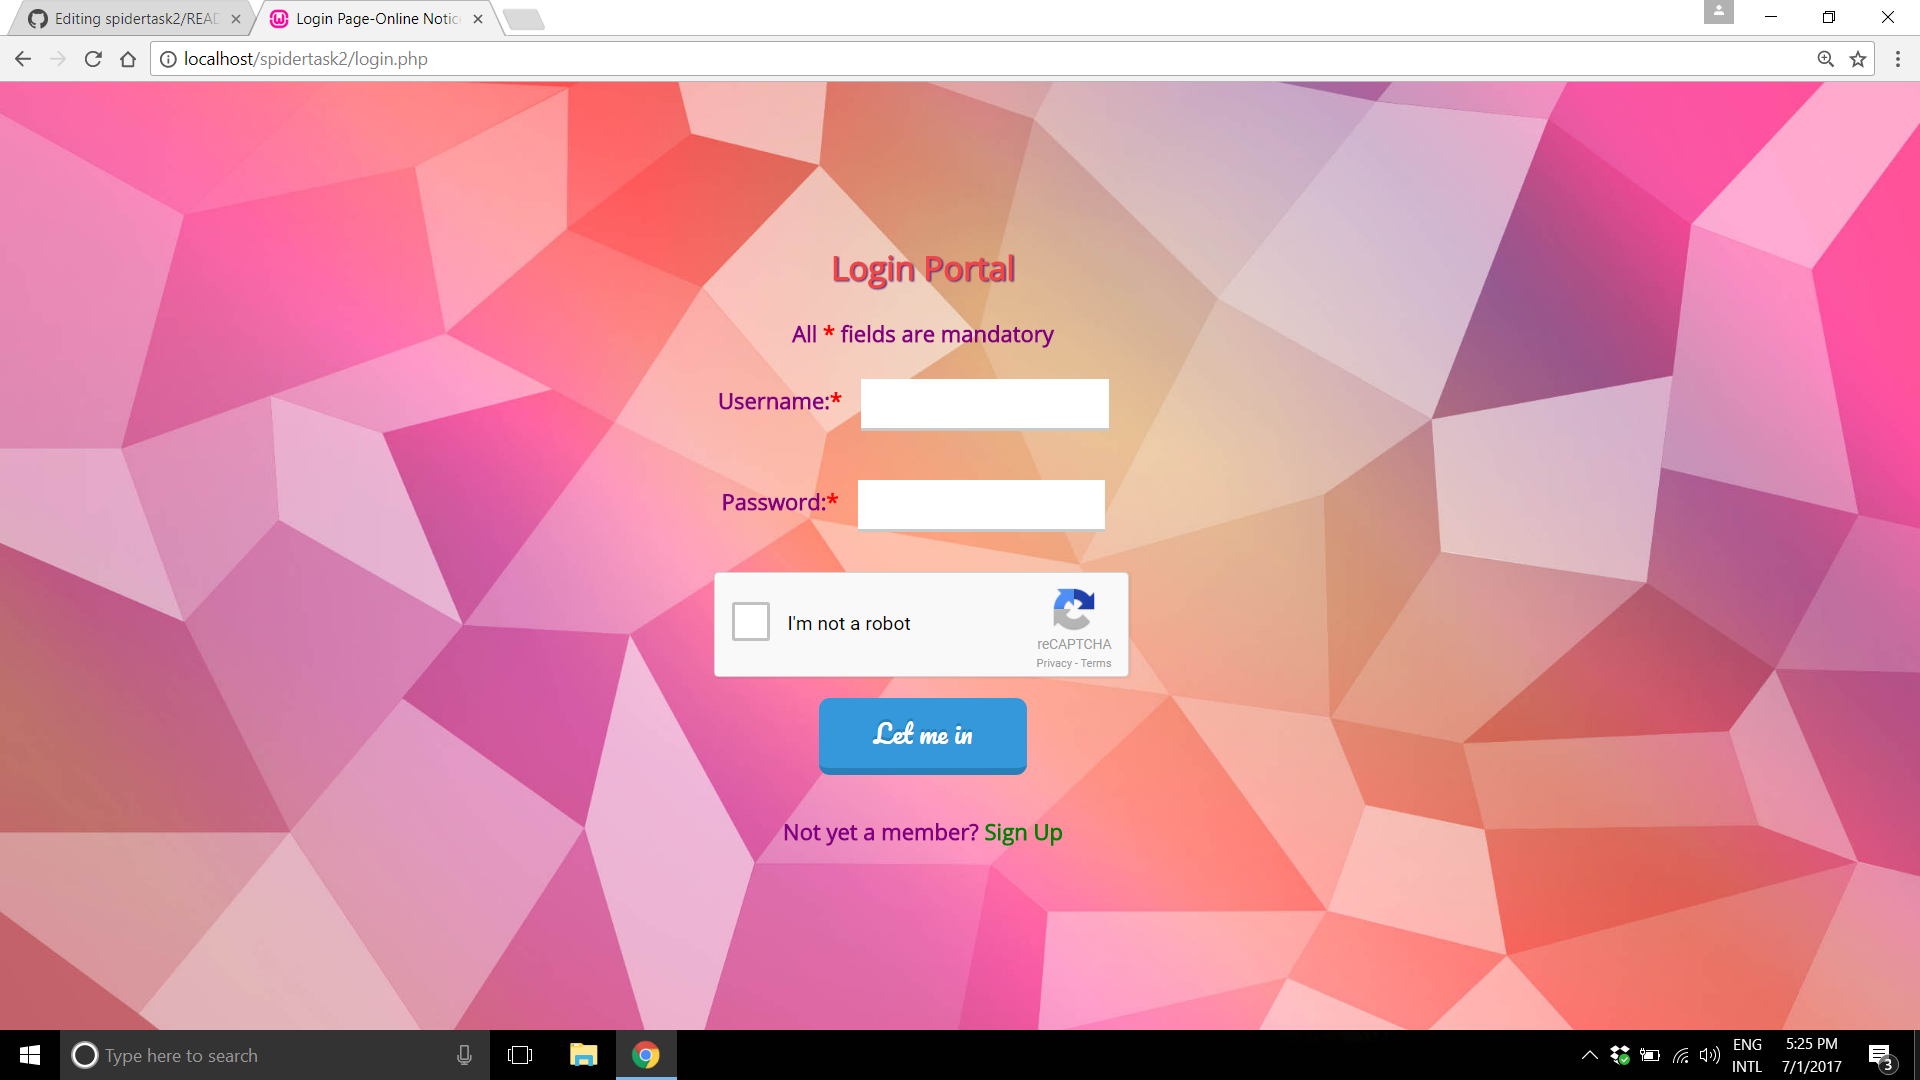 Editing spidertask2/READ
Login Page-Online Notic
localhost/spidertask2/login.php
Login Portal
All * fields are mandatory
Username:*
Password:*
I'm not a robot
reCAPTCHA
Privacy - Terms
Let me in
Not yet a member? Sign Up
Type here to search
ENG
INTL
5:25 PM
7/1/2017
3